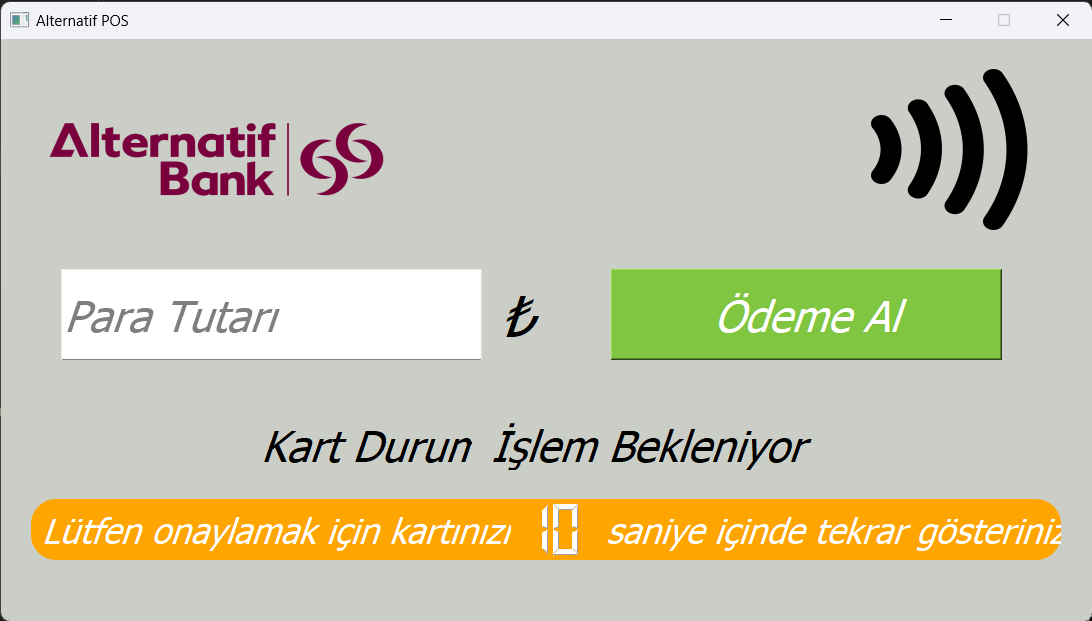 Alternatif POS
Alternatif
Bank
Para Tutarı
₺
Ödeme Al
Kart Durun İşlem Bekleniyor
Lütfen onaylamak için kartınızı 10 saniye içinde tekrar gösteriniz